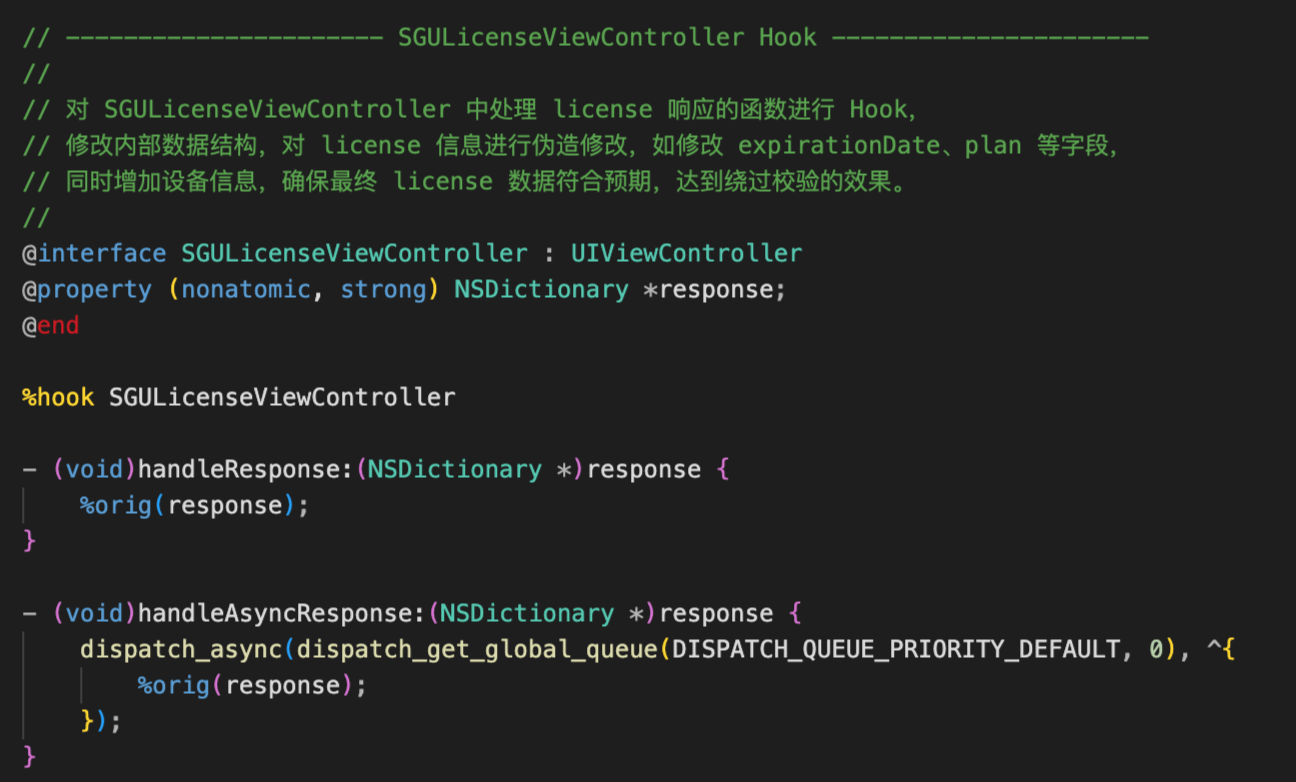 // ---------------------- SGULicenseViewController Hook ----------------------
//
// 对 SGULicenseViewController 中处理 license 响应的函数进行 Hook，
// 修改内部数据结构，对 license 信息进行伪造修改，如修改 expirationDate、plan 等字段，
// 同时增加设备信息，确保最终 license 数据符合预期，达到绕过校验的效果。
//
@interface SGULicenseViewController : UIViewController
@property (nonatomic, strong) NSDictionary *response;
@end
%hook SGULicenseViewController
- (void)handleResponse:(NSDictionary *)response {
    %orig(response);
}
- (void)handleAsyncResponse:(NSDictionary *)response {
    dispatch_async(dispatch_get_global_queue(DISPATCH_QUEUE_PRIORITY_DEFAULT, 0), ^{
        %orig(response);
    });
}